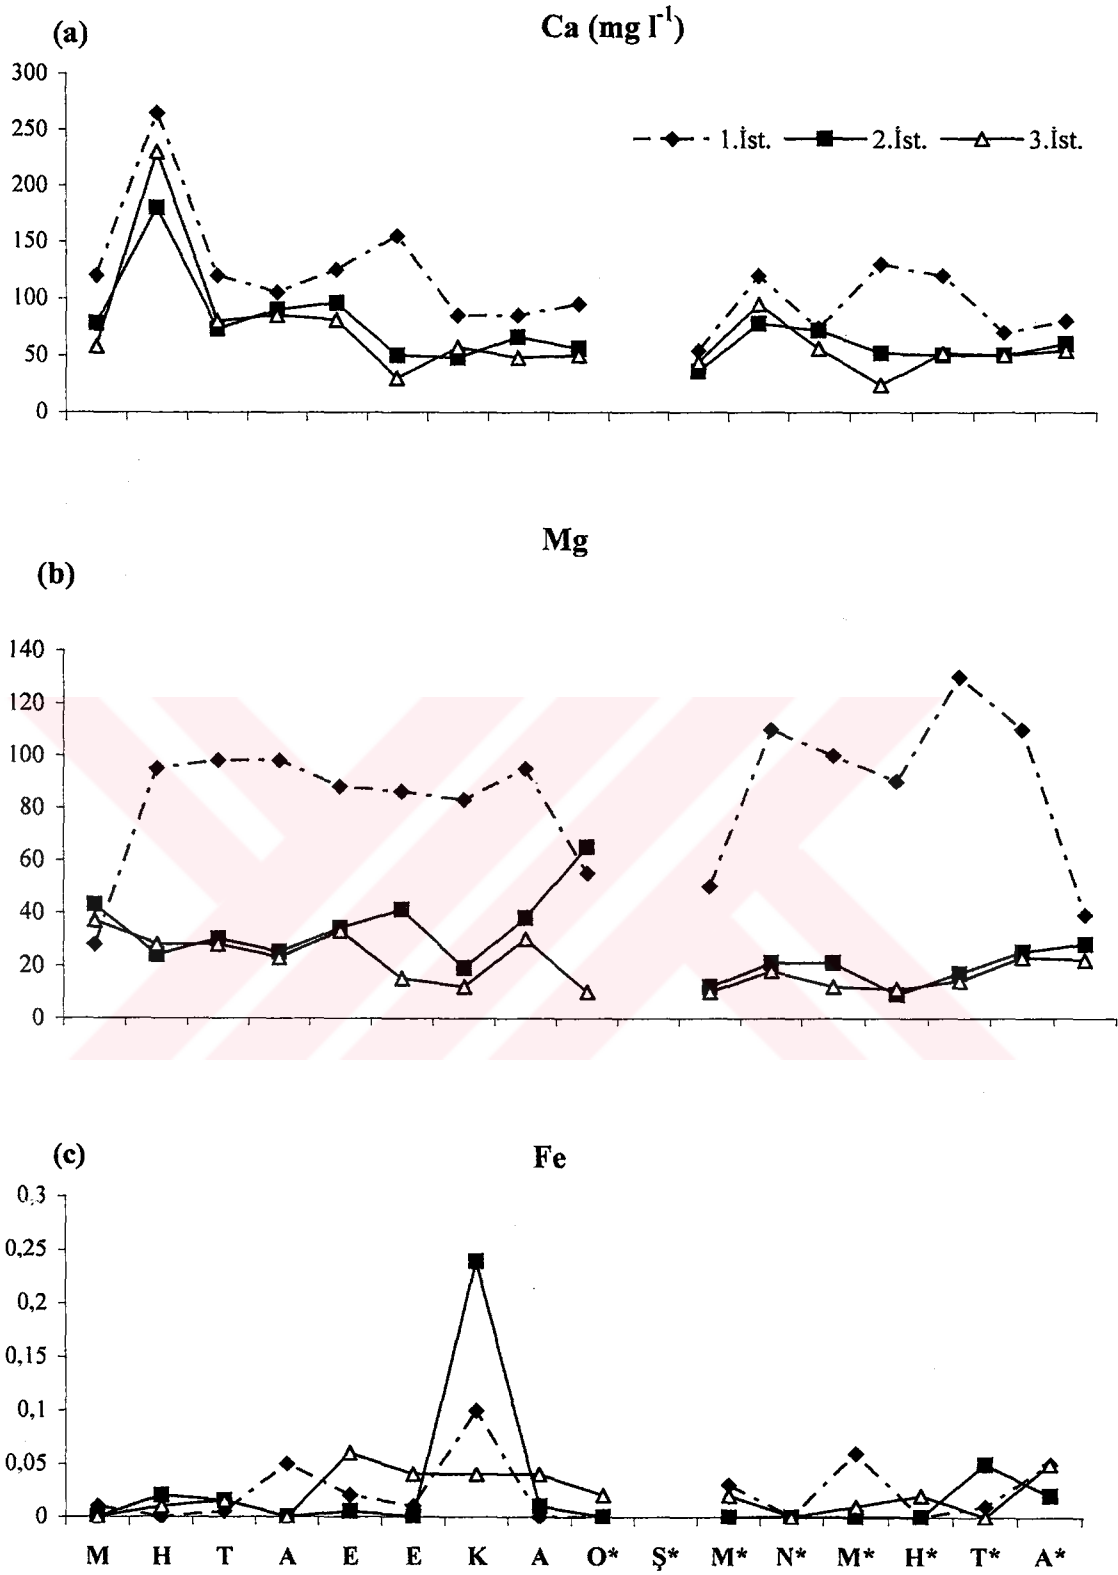 (a)
Ca (mg l⁻¹)
300
250
200
150
100
50
0
1.İst. 2.İst. 3.İst.
Mg
(b)
140
120
100
80
60
40
20
0
(c)
Fe
0,3
0,25
0,2
0,15
0,1
0,05
0
M H T A E E K A O* Ş* M* N* M* H* T* A*